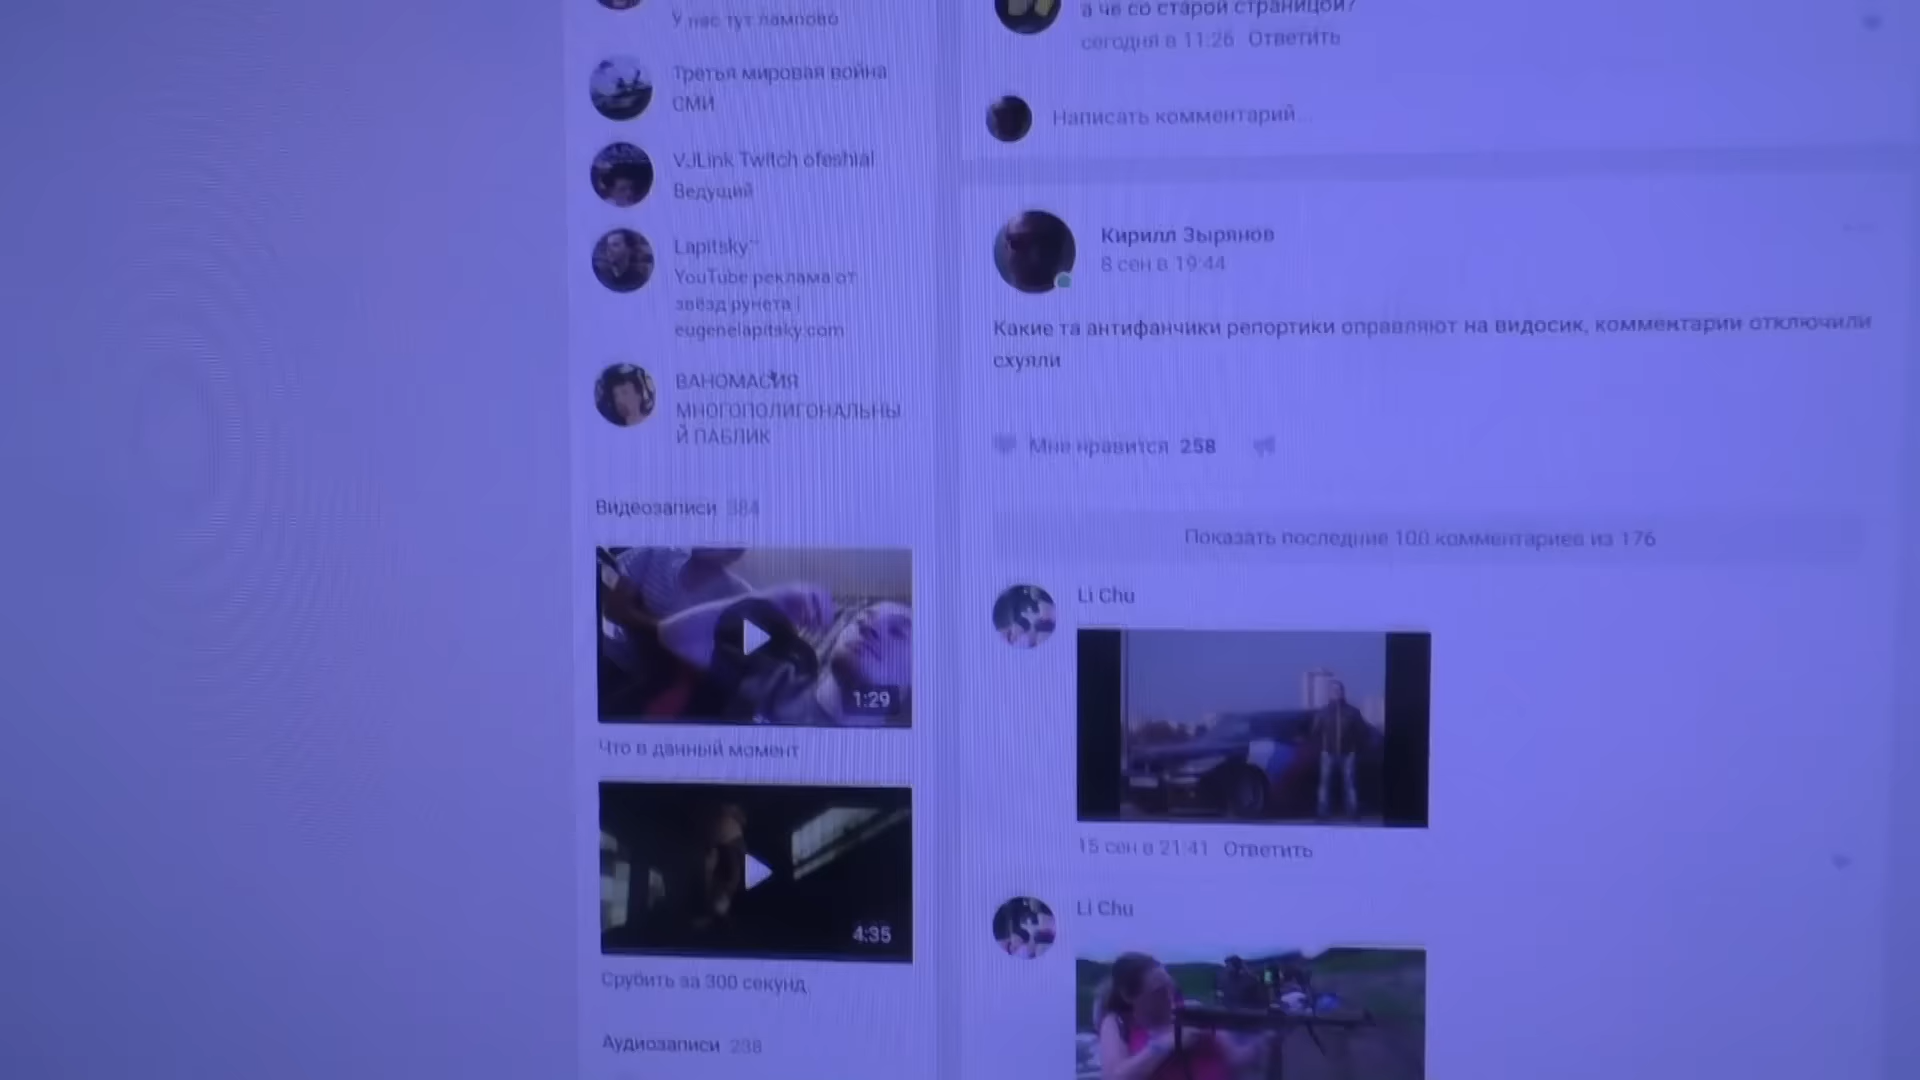 У нас тут лампово
Третья мировая война
СМИ
VJLink Twitch ofeshial
Ведущий
Lapitsky™
YouTube реклама от
звёзд рунета |
eugenelapitsky.com
ВАНОМАСИЯ
МНОГОПОЛИГОНАЛЬНЫ
Й ПАБЛИК
Видеозаписи 384
1:29
Что в данный момент
4:35
Срубить за 300 секунд
Аудиозаписи 238
а че со старой страницой?
сегодня в 11:26 Ответить
Написать комментарий...
Кирилл Зырянов
8 сен в 19:44
Какие та антифанчики репортики оправляют на видосик, комментарии отключили
схуяли
Мне нравится 258
Показать последние 100 комментариев из 176
Li Chu
15 сен в 21:41 Ответить
Li Chu